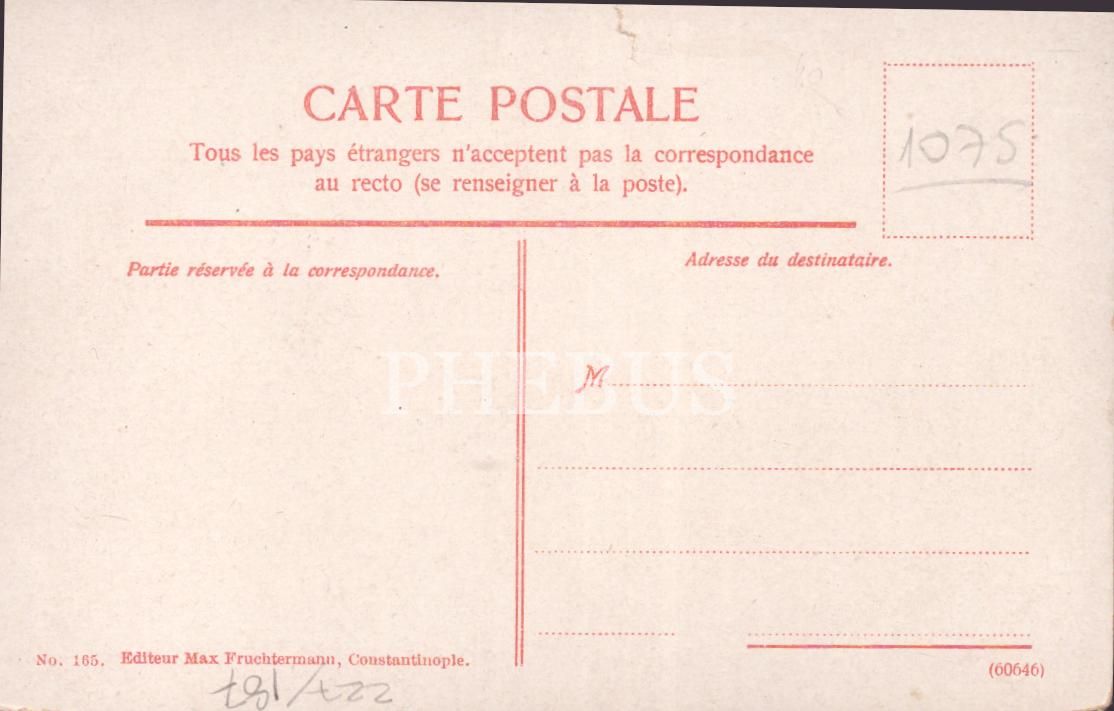 CARTE POSTALE
Tous les pays étrangers n'acceptent pas la correspondance
au recto (se renseigner à la poste).
1075
Partie réservée à la correspondance.
Adresse du destinataire.
PHEBUS
M
No. 165. Editeur Max Fruchtermann, Constantinople.
(60646)